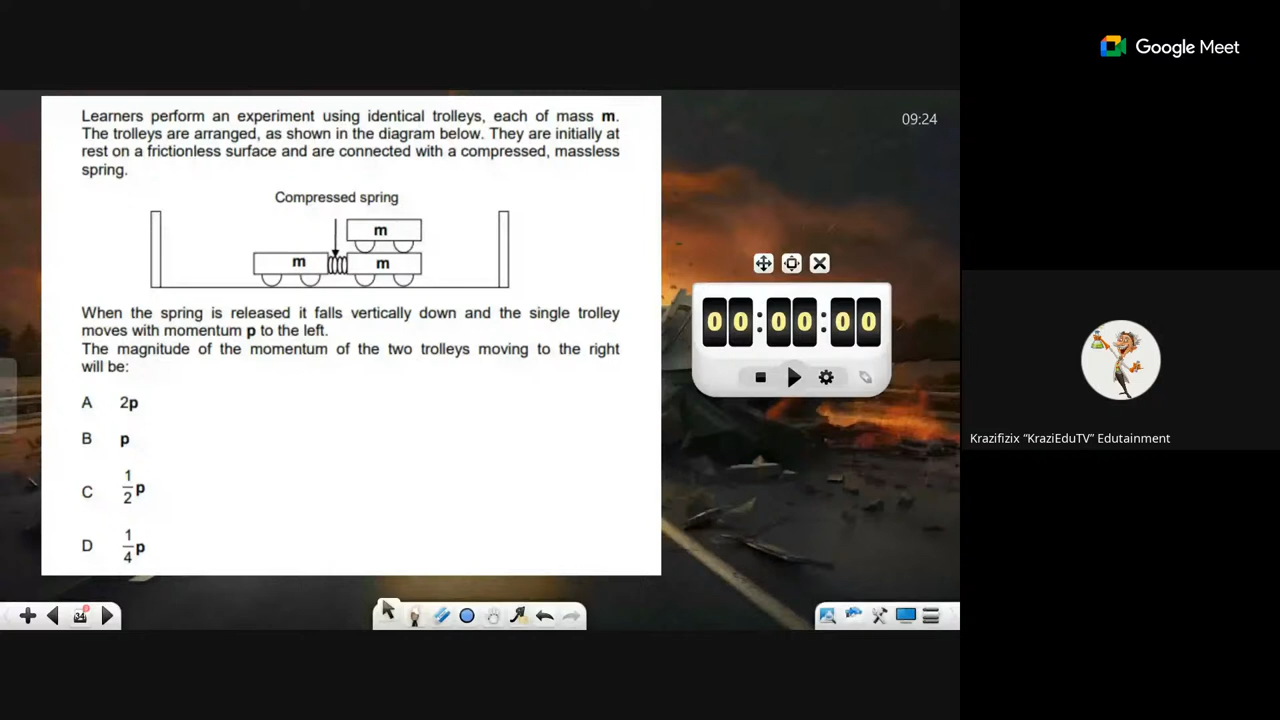 Google Meet
09:24
Learners perform an experiment using identical trolleys, each of mass m.
The trolleys are arranged, as shown in the diagram below. They are initially at
rest on a frictionless surface and are connected with a compressed, massless
spring.
Compressed spring
m
m
m
When the spring is released it falls vertically down and the single trolley
moves with momentum p to the left.
The magnitude of the momentum of the two trolleys moving to the right
will be:
A 2p
B p
C 1/2 p
D 1/4 p
00:00:00
Krazifizix “KraziEduTV” Edutainment
34